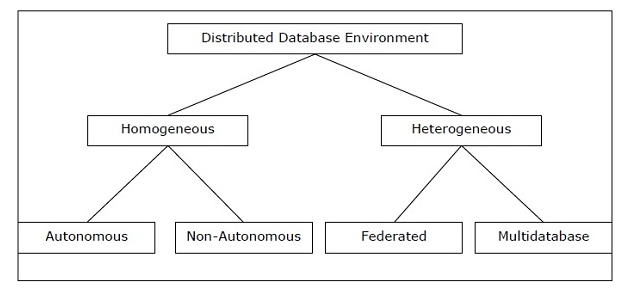 Distributed Database Environment
Homogeneous
Heterogeneous
Autonomous
Non-Autonomous
Federated
Multidatabase